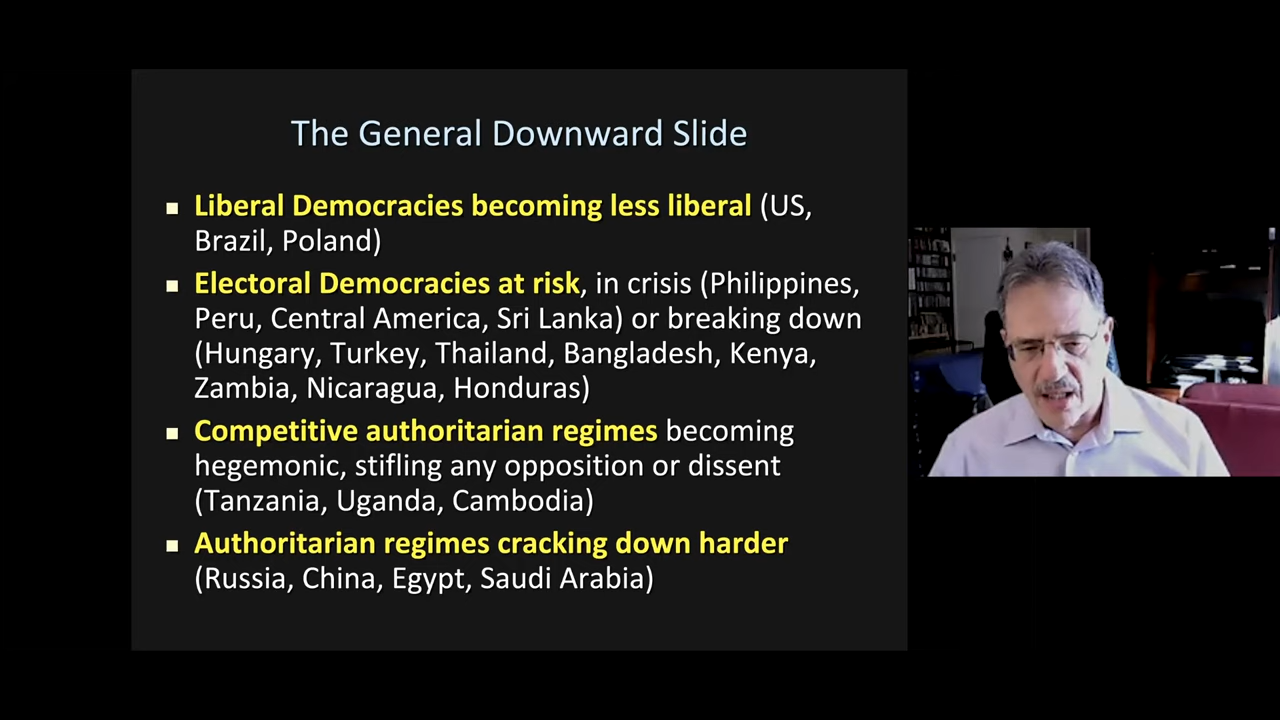 The General Downward Slide
Liberal Democracies becoming less liberal (US,
Brazil, Poland)
Electoral Democracies at risk, in crisis (Philippines,
Peru, Central America, Sri Lanka) or breaking down
(Hungary, Turkey, Thailand, Bangladesh, Kenya,
Zambia, Nicaragua, Honduras)
Competitive authoritarian regimes becoming
hegemonic, stifling any opposition or dissent
(Tanzania, Uganda, Cambodia)
Authoritarian regimes cracking down harder
(Russia, China, Egypt, Saudi Arabia)